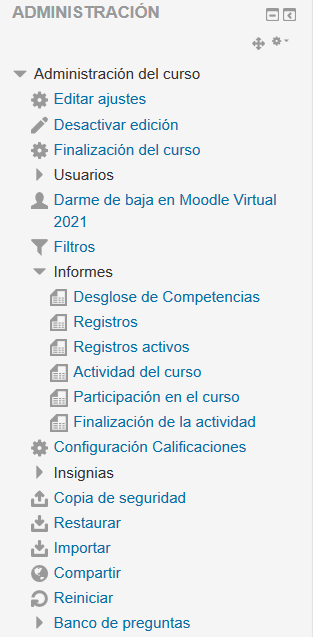 ADMINISTRACIÓN
Administración del curso
Editar ajustes
Desactivar edición
Finalización del curso
Usuarios
Darme de baja en Moodle Virtual
2021
Filtros
Informes
Desglose de Competencias
Registros
Registros activos
Actividad del curso
Participación en el curso
Finalización de la actividad
Configuración Calificaciones
Insignias
Copia de seguridad
Restaurar
Importar
Compartir
Reiniciar
Banco de preguntas